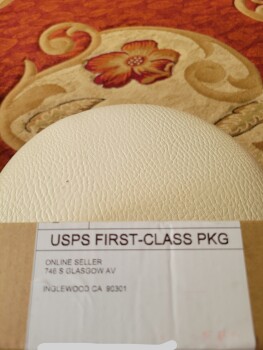 USPS FIRST-CLASS PKG
ONLINE SELLER
746 S GLASGOW AV
INGLEWOOD CA 90301